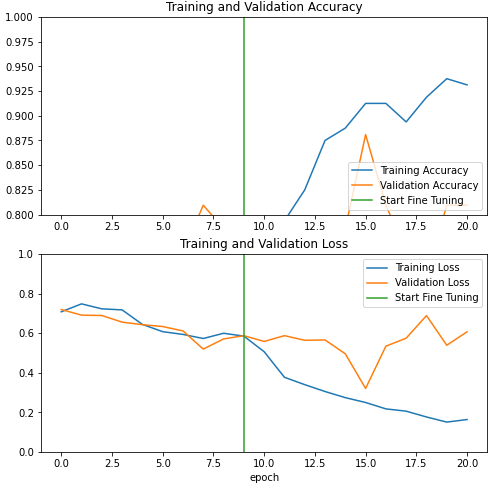 Training and Validation Accuracy
1.000
0.975
0.950
0.925
0.900
0.875
0.850
0.825
0.800
Training Accuracy
Validation Accuracy
Start Fine Tuning
0.0 2.5 5.0 7.5 10.0 12.5 15.0 17.5 20.0
Training and Validation Loss
1.0
0.8
0.6
0.4
0.2
0.0
Training Loss
Validation Loss
Start Fine Tuning
0.0 2.5 5.0 7.5 10.0 12.5 15.0 17.5 20.0
epoch